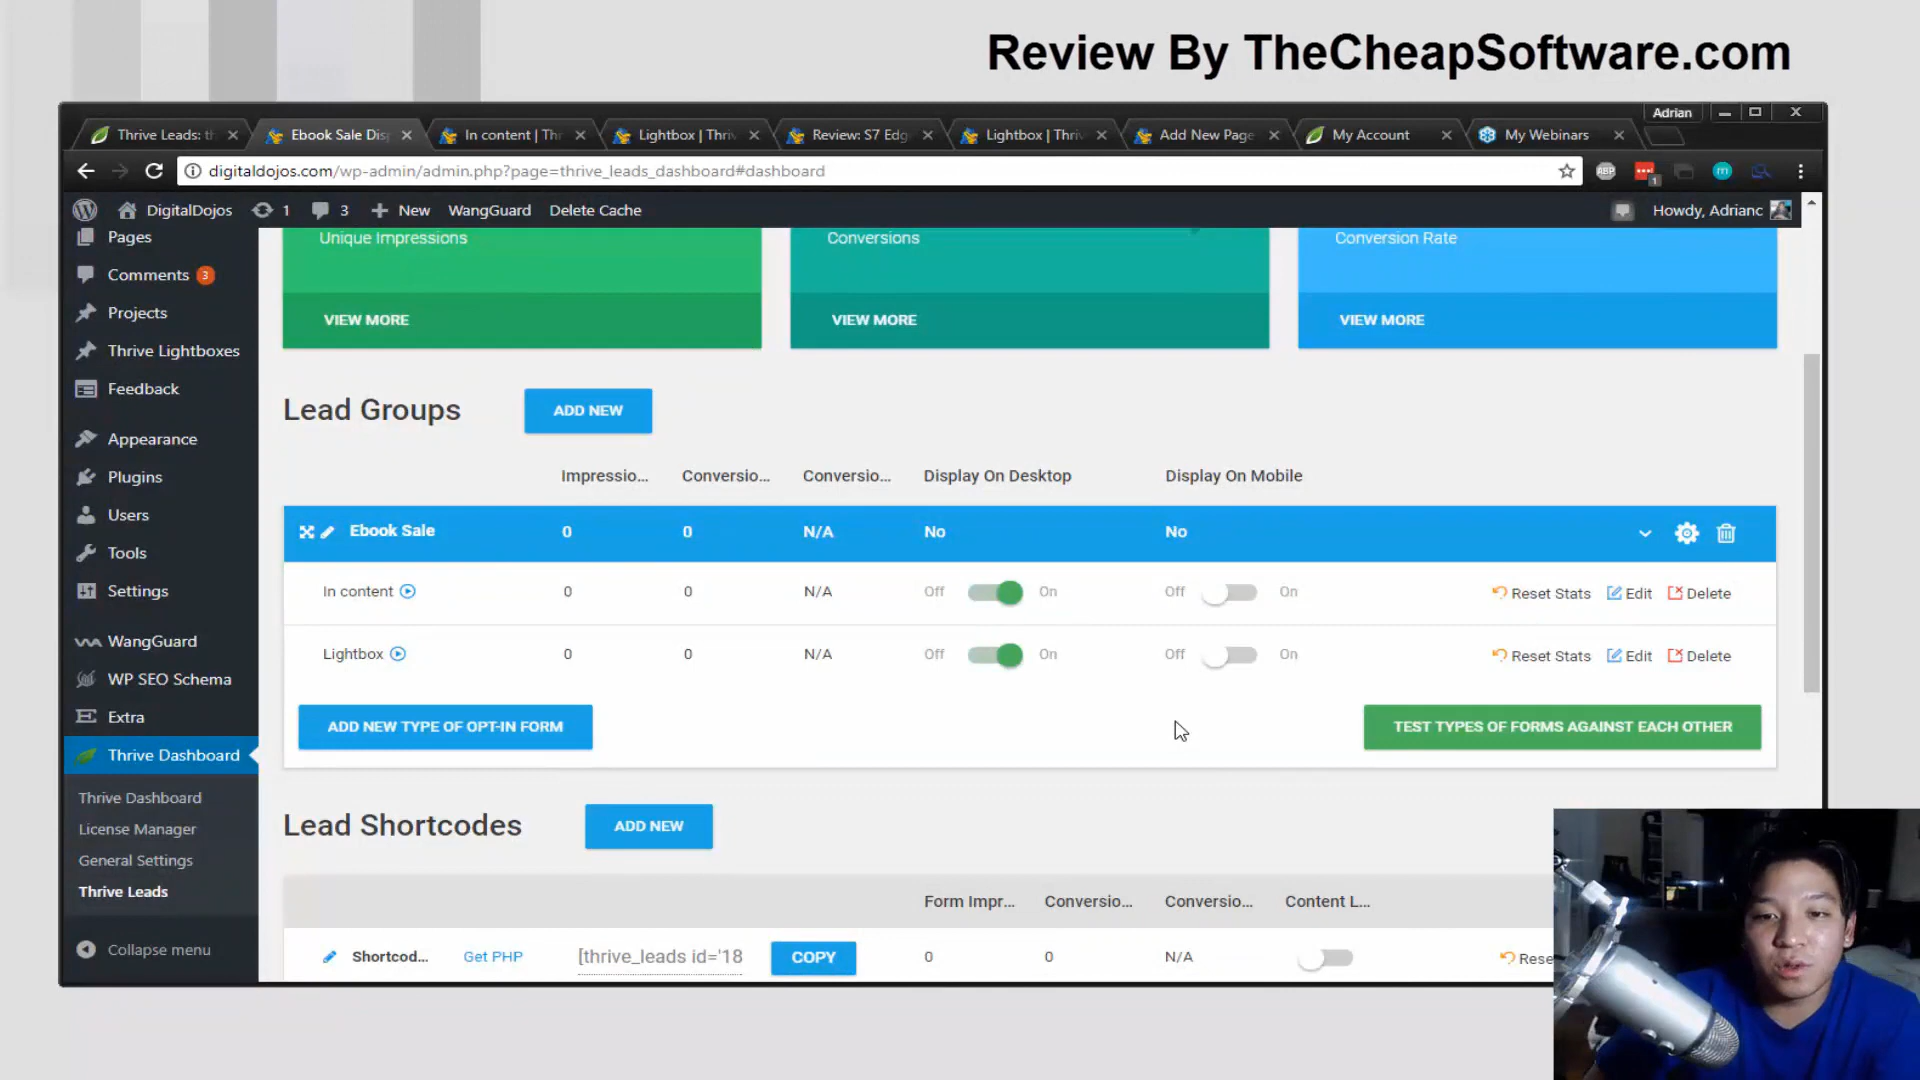 Review By TheCheapSoftware.com
Adrian
Thrive Leads: th
Ebook Sale Dis
In content | Thr
Lightbox | Thriv
Review: S7 Edg
Lightbox | Thriv
Add New Page
My Account
My Webinars
digitaldojos.com/wp-admin/admin.php?page=thrive_leads_dashboard#dashboard
ABP
1
m
DigitalDojos
1
3
New
WangGuard
Delete Cache
Howdy, Adrianc
Pages
Comments 3
Projects
Thrive Lightboxes
Feedback
Appearance
Plugins
Users
Tools
Settings
WangGuard
WP SEO Schema
Extra
Thrive Dashboard
Thrive Dashboard
License Manager
General Settings
Thrive Leads
Collapse menu
Unique Impressions
Conversions
Conversion Rate
VIEW MORE
VIEW MORE
VIEW MORE
Lead Groups
ADD NEW
Impressio... Conversio... Conversio... Display On Desktop Display On Mobile
Ebook Sale 0 0 N/A No No
In content 0 0 N/A Off On Off On Reset Stats Edit Delete
Lightbox 0 0 N/A Off On Off On Reset Stats Edit Delete
ADD NEW TYPE OF OPT-IN FORM
TEST TYPES OF FORMS AGAINST EACH OTHER
Lead Shortcodes
ADD NEW
Form Impr... Conversio... Conversio... Content L...
Shortcod... Get PHP [thrive_leads id='18 COPY 0 0 N/A Rese